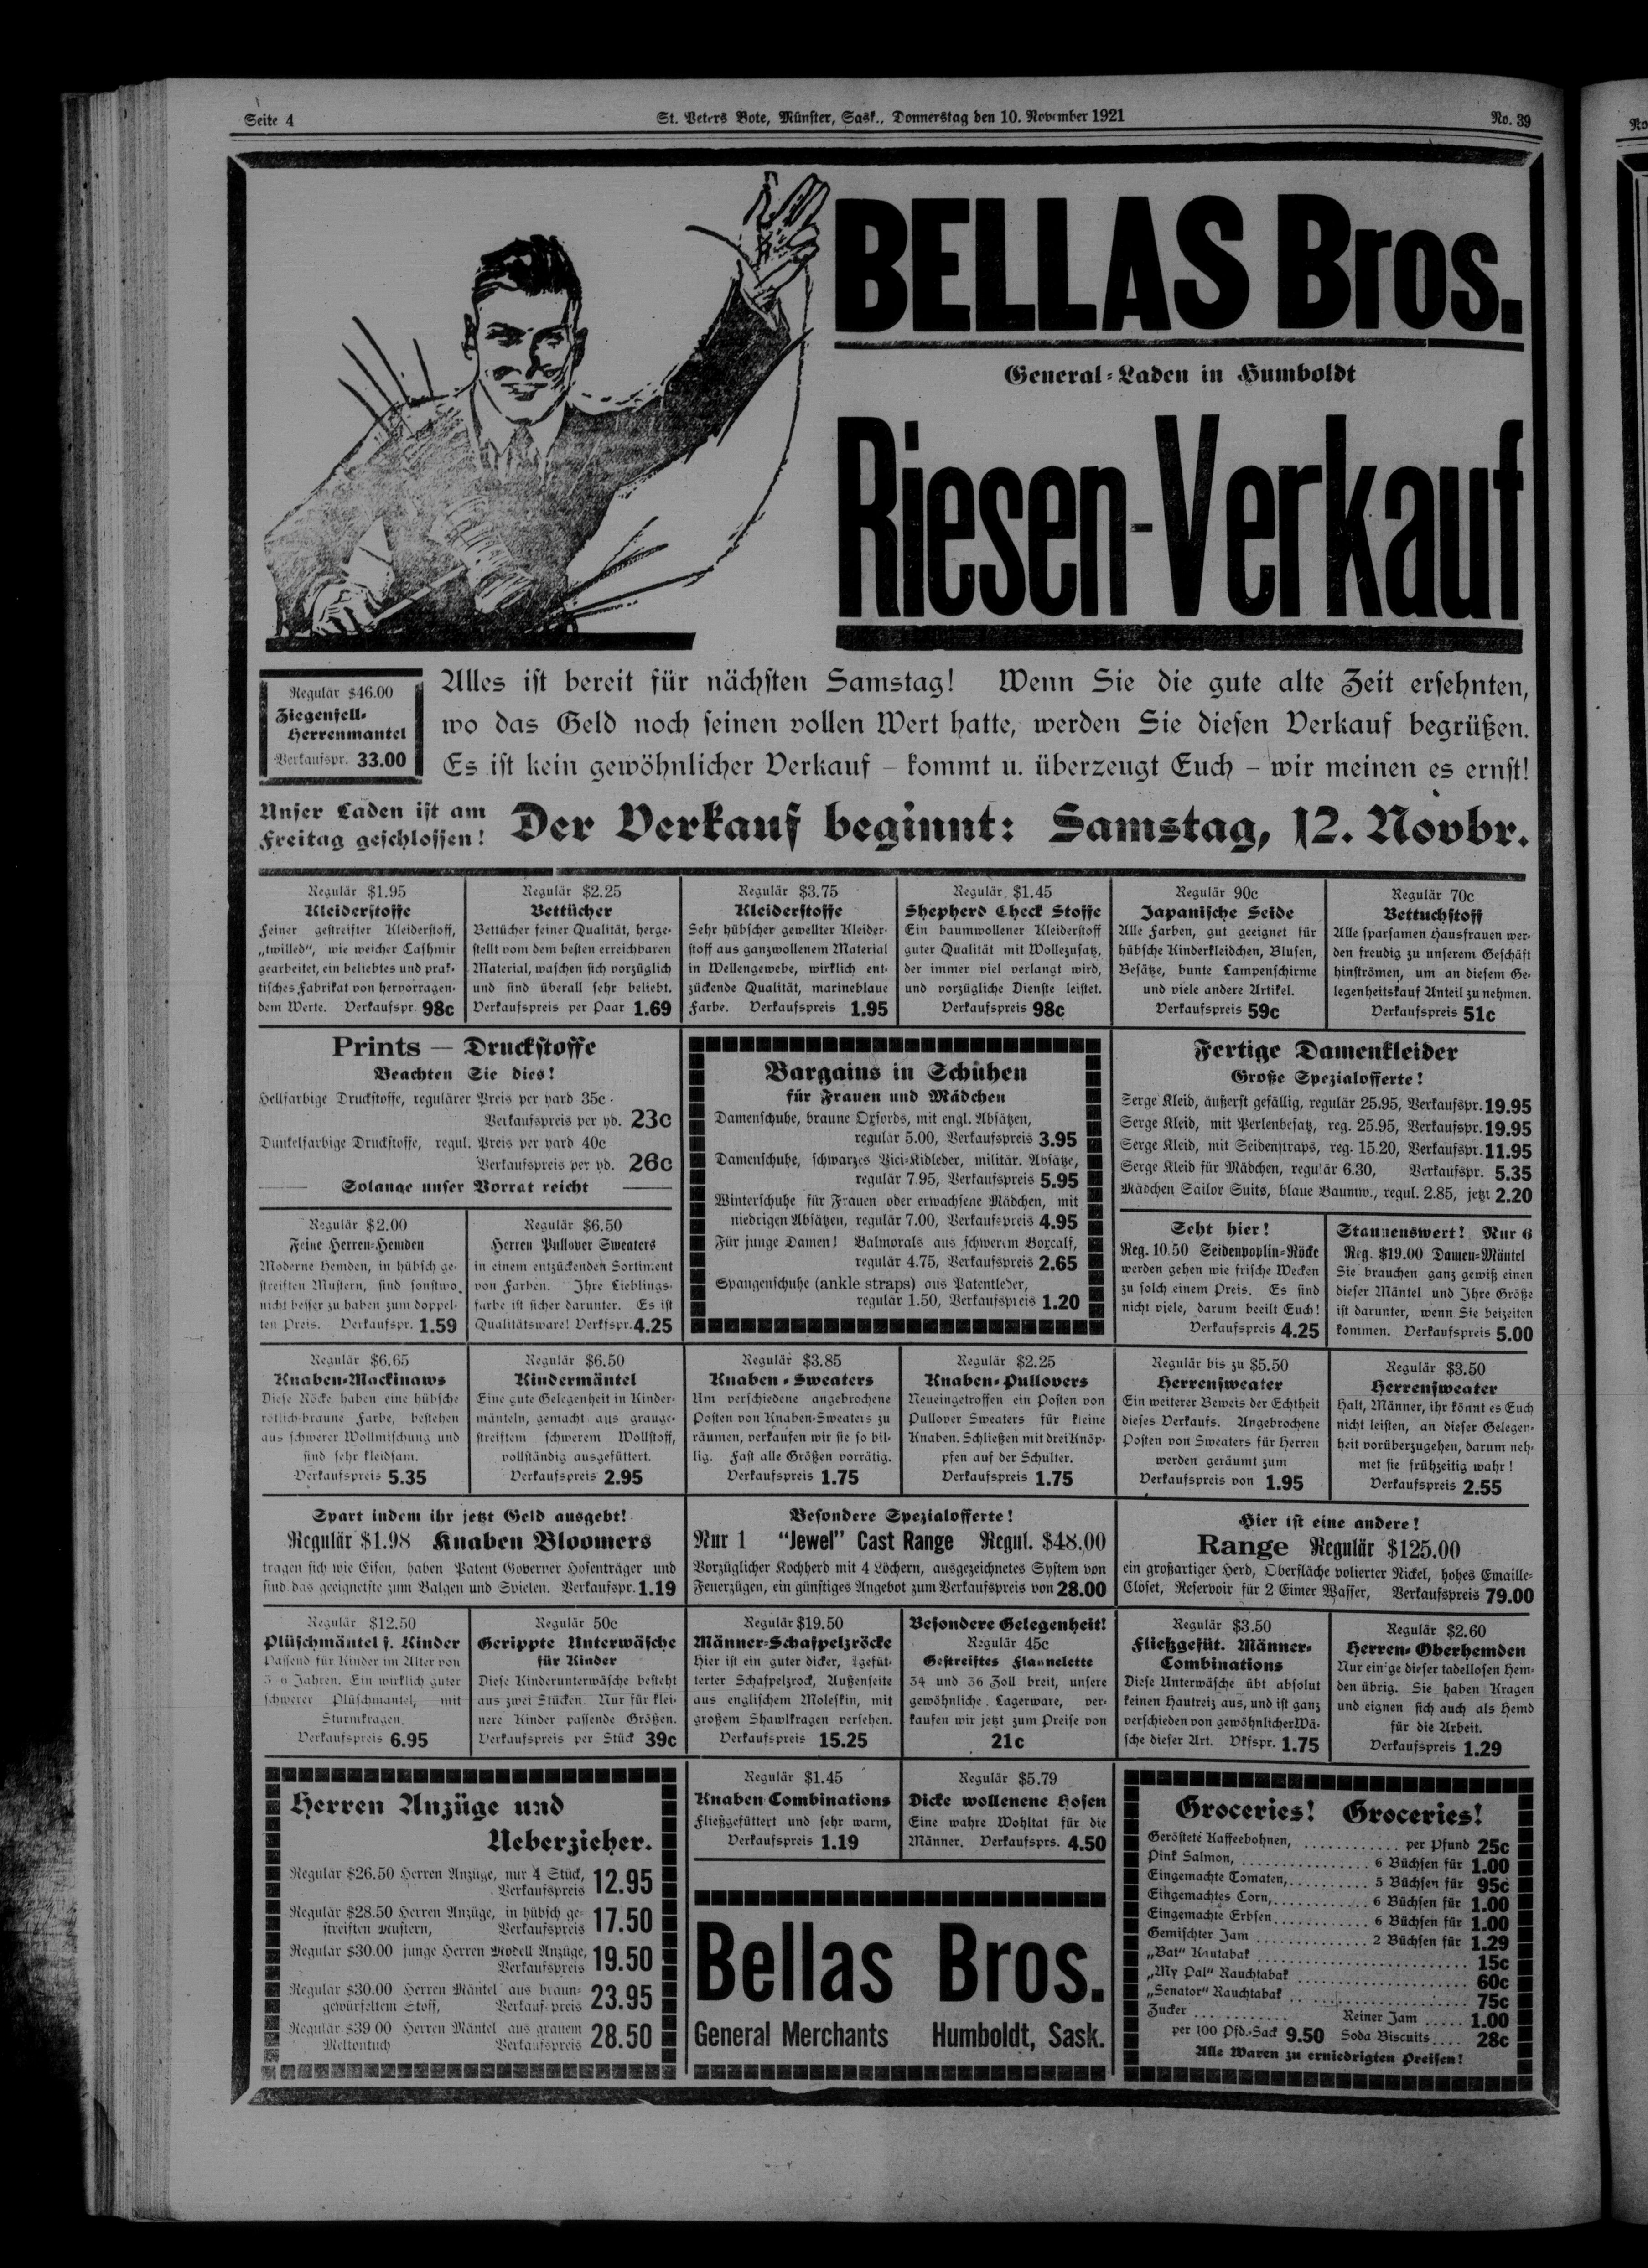 Seite 4
St. Peters Bote, Münster, Sask., Donnerstag den 10. November 1921
No. 39
BELLAS Bros.
General-Laden in Humboldt
Riesen-Verkauf
Regulär $46.00
Ziegenfell-
Herrenmantel
Verkaufspr. 33.00
Alles ist bereit für nächsten Samstag! Wenn Sie die gute alte Zeit ersehnten,
wo das Geld noch seinen vollen Wert hatte, werden Sie diesen Verkauf begrüßen.
Es ist kein gewöhnlicher Verkauf – kommt u. überzeugt Euch – wir meinen es ernst!
Unser Laden ist am
Freitag geschlossen!
Der Verkauf beginnt: Samstag, 12. Novbr.
Regulär $1.95
Kleiderstoffe
Feiner gestreifter Kleiderstoff,
„twilled“, wie weicher Cashmir
gearbeitet, ein beliebtes und prak-
tisches Fabrikat von hervorragen-
dem Werte. Verkaufspr. 98c
Regulär $2.25
Bettücher
Bettücher feiner Qualität, herge-
stellt vom dem besten erreichbaren
Material, waschen sich vorzüglich
und sind überall sehr beliebt.
Verkaufspreis per Paar 1.69
Regulär $3.75
Kleiderstoffe
Sehr hübscher gewellter Kleider-
stoff aus ganzwollenem Material
in Wellengewebe, wirklich ent-
zückende Qualität, marineblaue
Farbe. Verkaufspreis 1.95
Regulär $1.45
Shepherd Check Stoffe
Ein baumwollener Kleiderstoff
guter Qualität mit Wollezusatz,
der immer viel verlangt wird,
und vorzügliche Dienste leistet.
Verkaufspreis 98c
Regulär 90c
Japanische Seide
Alle Farben, gut geeignet für
hübsche Kinderkleidchen, Blusen,
Besätze, bunte Lampenschirme
und viele andere Artikel.
Verkaufspreis 59c
Regulär 70c
Bettuchstoff
Alle sparsamen Hausfrauen wer-
den freudig zu unserem Geschäft
hinströmen, um an diesem Ge-
legenheitskauf Anteil zu nehmen.
Verkaufspreis 51c
Prints — Druckstoffe
Beachten Sie dies!
Hellfarbige Druckstoffe, regulärer Preis per yard 35c
Verkaufspreis per yd. 23c
Dunkelfarbige Druckstoffe, regul. Preis per yard 40c
Verkaufspreis per yd. 26c
Solange unser Vorrat reicht
Bargains in Schühen
für Frauen und Mädchen
Damenschuhe, braune Oxfords, mit engl. Absätzen,
regulär 5.00, Verkaufspreis 3.95
Damenschuhe, schwarzes Vici-Kidleder, militär. Absätze,
regulär 7.95, Verkaufspreis 5.95
Winterschuhe für Frauen oder erwachsene Mädchen, mit
niedrigen Absätzen, regulär 7.00, Verkaufspreis 4.95
Für junge Damen! Balmorals aus schwerem Boxcalf,
regulär 4.75, Verkaufspreis 2.65
Spangenschuhe (ankle straps) aus Patentleder,
regulär 1.50, Verkaufspreis 1.20
Fertige Damenkleider
Große Spezialofferte!
Serge Kleid, äußerst gefällig, regulär 25.95, Verkaufspr. 19.95
Serge Kleid, mit Perlenbesatz, reg. 25.95, Verkaufspr. 19.95
Serge Kleid, mit Seidenstraps, reg. 15.20, Verkaufspr. 11.95
Serge Kleid für Mädchen, regulär 6.30, Verkaufspr. 5.35
Mädchen Sailor Suits, blaue Baumw., regul. 2.85, jetzt 2.20
Regulär $2.00
Feine Herren-Hemden
Moderne Hemden, in hübsch ge-
streiften Mustern, sind sonstwo
nicht besser zu haben zum doppel-
ten Preis. Verkaufspr. 1.59
Regulär $6.50
Herren Pullover Sweaters
in einem entzückenden Sortiment
von Farben. Ihre Lieblings-
farbe ist sicher darunter. Es ist
Qualitätsware! Verkfspr. 4.25
Seht hier!
Reg. 10.50 Seidenpoplin-Röcke
werden gehen wie frische Wecken
zu solch einem Preis. Es sind
nicht viele, darum beeilt Euch!
Verkaufspreis 4.25
Staunenswert! Nur 6
Reg. $19.00 Damen-Mäntel
Sie brauchen ganz gewiß einen
dieser Mäntel und Ihre Größe
ist darunter, wenn Sie beizeiten
kommen. Verkaufspreis 5.00
Regulär $6.65
Knaben-Mackinaws
Diese Röcke haben eine hübsche
rötlich-braune Farbe, bestehen
aus schwerer Wollmischung und
sind sehr kleidsam.
Verkaufspreis 5.35
Regulär $6.50
Kindermäntel
Eine gute Gelegenheit in Kinder-
mänteln, gemacht aus grauge-
streiftem schwerem Wollstoff,
vollständig ausgefüttert.
Verkaufspreis 2.95
Regulär $3.85
Knaben-Sweaters
Um verschiedene angebrochene
Posten von Knaben-Sweaters zu
räumen, verkaufen wir sie so bil-
lig. Fast alle Größen vorrätig.
Verkaufspreis 1.75
Regulär $2.25
Knaben-Pullovers
Neueingetroffen ein Posten von
Pullover Sweaters für kleine
Knaben. Schließen mit drei Knöp-
pfen auf der Schulter.
Verkaufspreis 1.75
Regulär bis zu $5.50
Herrensweater
Ein weiterer Beweis der Echtheit
dieses Verkaufs. Angebrochene
Posten von Sweaters für Herren
werden geräumt zum
Verkaufspreis von 1.95
Regulär $3.50
Herrensweater
Halt, Männer, ihr könnt es Euch
nicht leisten, an dieser Gelegen-
heit vorüberzugehen, darum neh-
met sie frühzeitig wahr!
Verkaufspreis 2.55
Spart indem ihr jetzt Geld ausgebt!
Regulär $1.98 Knaben Bloomers
tragen sich wie Eisen, haben Patent Governer Hosenträger und
sind das geeignetste zum Balgen und Spielen. Verkaufspr. 1.19
Besondere Spezialofferte!
Nur 1 “Jewel” Cast Range Regul. $48.00
Vorzüglicher Kochherd mit 4 Löchern, ausgezeichnetes System von
Feuerzügen, ein günstiges Angebot zum Verkaufspreis von 28.00
Hier ist eine andere!
Range Regulär $125.00
ein großartiger Herd, Oberfläche polierter Nickel, hohes Emaille-
Closet, Reservoir für 2 Eimer Wasser, Verkaufspreis 79.00
Regulär $12.50
Plüschmäntel f. Kinder
Passend für Kinder im Alter von
Jahren. Ein wirklich guter
schwerer Plüschmantel, mit
Sturmkragen.
Verkaufspreis 6.95
Regulär 50c
Gerippte Unterwäsche
für Kinder
Diese Kinderunterwäsche besteht
aus zwei Stücken. Nur für klei-
nere Kinder passende Größen.
Verkaufspreis per Stück 39c
Regulär $19.50
Männer-Schafpelzröcke
Hier ist ein guter dicker, gefüt-
terter Schafpelzrock, Außenseite
aus englischem Moleskin, mit
großem Shawlkragen versehen.
Verkaufspreis 15.25
Besondere Gelegenheit!
Regulär 45c
Gestreiftes Flannelette
34 und 36 Zoll breit, unsere
gewöhnliche Lagerware, ver-
kaufen wir jetzt zum Preise von
21c
Regulär $3.50
Fließgefüt. Männer-
Combinations
Diese Unterwäsche übt absolut
keinen Hautreiz aus, und ist ganz
verschieden von gewöhnlicher Wä-
sche dieser Art. Vkfspr. 1.75
Regulär $2.60
Herren-Oberhemden
Nur einige dieser tadellosen Hem-
den übrig. Sie haben Kragen
und eignen sich auch als Hemd
für die Arbeit.
Verkaufspreis 1.29
Herren Anzüge und
Ueberzieher.
Regulär $26.50 Herren Anzüge, nur 4 Stück,
Verkaufspreis 12.95
Regulär $28.50 Herren Anzüge, in hübsch ge-
streiften Mustern, Verkaufspreis 17.50
Regulär $30.00 junge Herren Modell Anzüge,
Verkaufspreis 19.50
Regulär $30.00 Herren Mäntel aus braun-
gewürfeltem Stoff, Verkaufspreis 23.95
Regulär $39.00 Herren Mäntel aus grauem
Meltontuch Verkaufspreis 28.50
Regulär $1.45
Knaben Combinations
Fließgefüttert und sehr warm,
Verkaufspreis 1.19
Regulär $5.79
Dicke wollenene Hosen
Eine wahre Wohltat für die
Männer. Verkaufsprs. 4.50
Bellas Bros.
General Merchants Humboldt, Sask.
Groceries! Groceries!
Geröstete Kaffeebohnen, ............ per Pfund 25c
Pink Salmon, ................ 6 Büchsen für 1.00
Eingemachte Tomaten, .......... 5 Büchsen für 95c
Eingemachtes Corn, ............ 6 Büchsen für 1.00
Eingemachte Erbsen ............ 6 Büchsen für 1.00
Gemischter Jam .............. 2 Büchsen für 1.29
„Bat“ Kautabak .......................... 15c
„My Pal“ Rauchtabak ..................... 60c
„Senator“ Rauchtabak .................... 75c
Zucker ............ Reiner Jam ..... 1.00
per 100 Pfd.-Sack 9.50 Soda Biscuits .... 28c
Alle Waren zu erniedrigten Preisen!